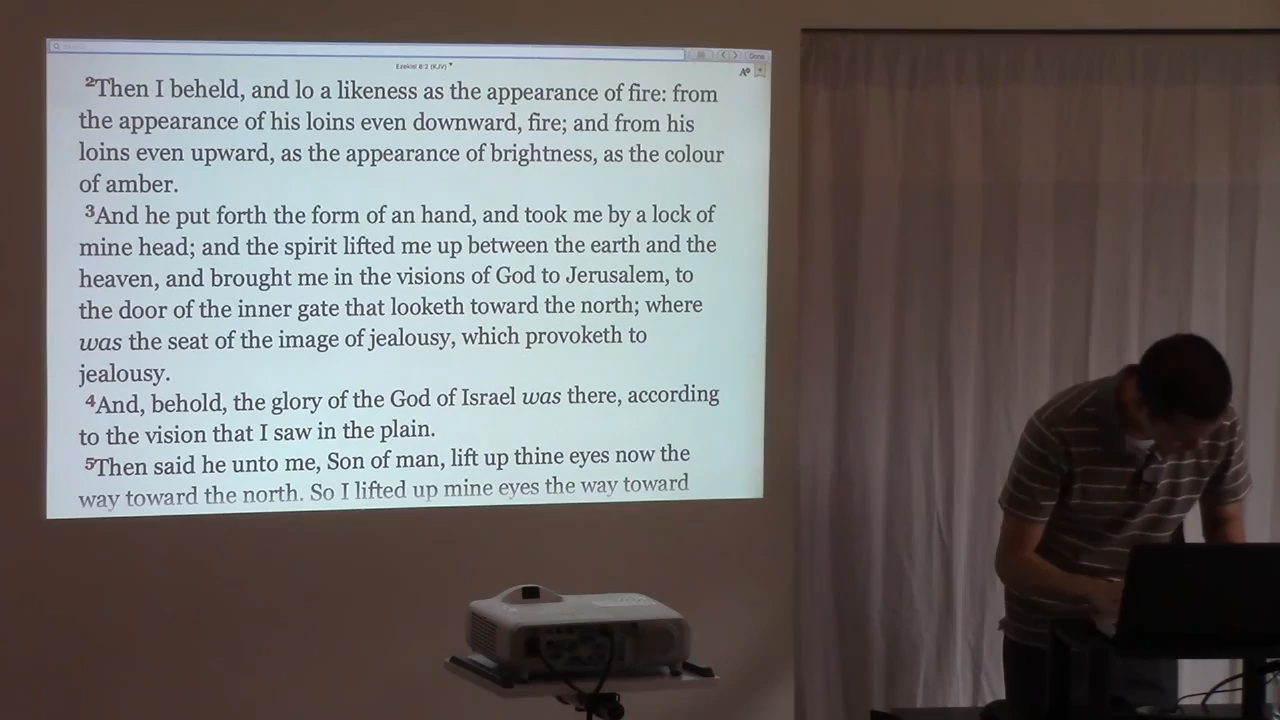 Done
Ezekiel 8:2 (KJV)
2Then I beheld, and lo a likeness as the appearance of fire: from
the appearance of his loins even downward, fire; and from his
loins even upward, as the appearance of brightness, as the colour
of amber.
3And he put forth the form of an hand, and took me by a lock of
mine head; and the spirit lifted me up between the earth and the
heaven, and brought me in the visions of God to Jerusalem, to
the door of the inner gate that looketh toward the north; where
was the seat of the image of jealousy, which provoketh to
jealousy.
4And, behold, the glory of the God of Israel was there, according
to the vision that I saw in the plain.
5Then said he unto me, Son of man, lift up thine eyes now the
way toward the north. So I lifted up mine eyes the way toward